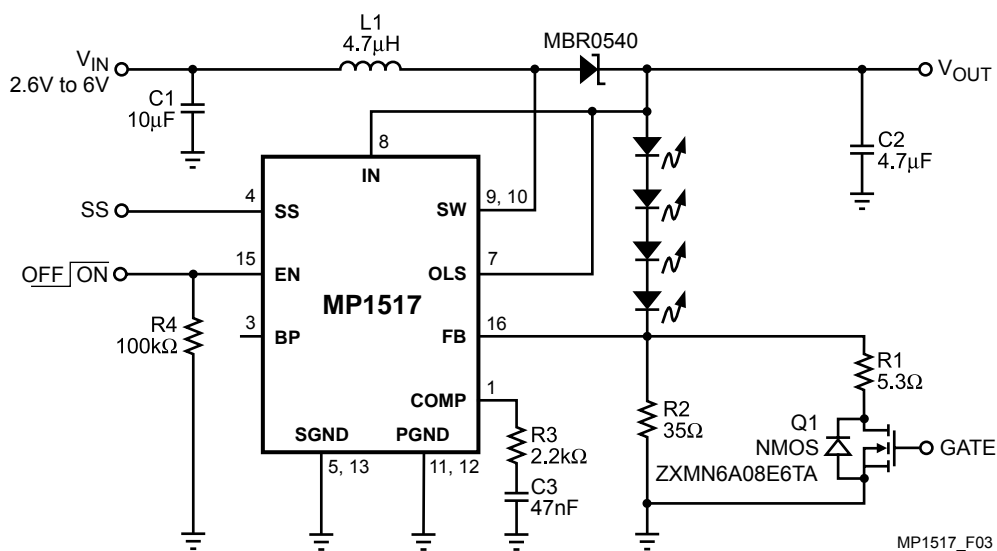 L1
4.7μH
MBR0540
VIN
2.6V to 6V
VOUT
C1
10μF
C2
4.7μF
8
IN
4
SS
SS
SW
9, 10
OFF ON
15
EN
OLS
7
MP1517
R4
100kΩ
3
BP
FB
16
R1
5.3Ω
COMP
1
R2
35Ω
Q1
NMOS
ZXMN6A08E6TA
GATE
R3
2.2kΩ
SGND
PGND
5, 13
11, 12
C3
47nF
MP1517_F03